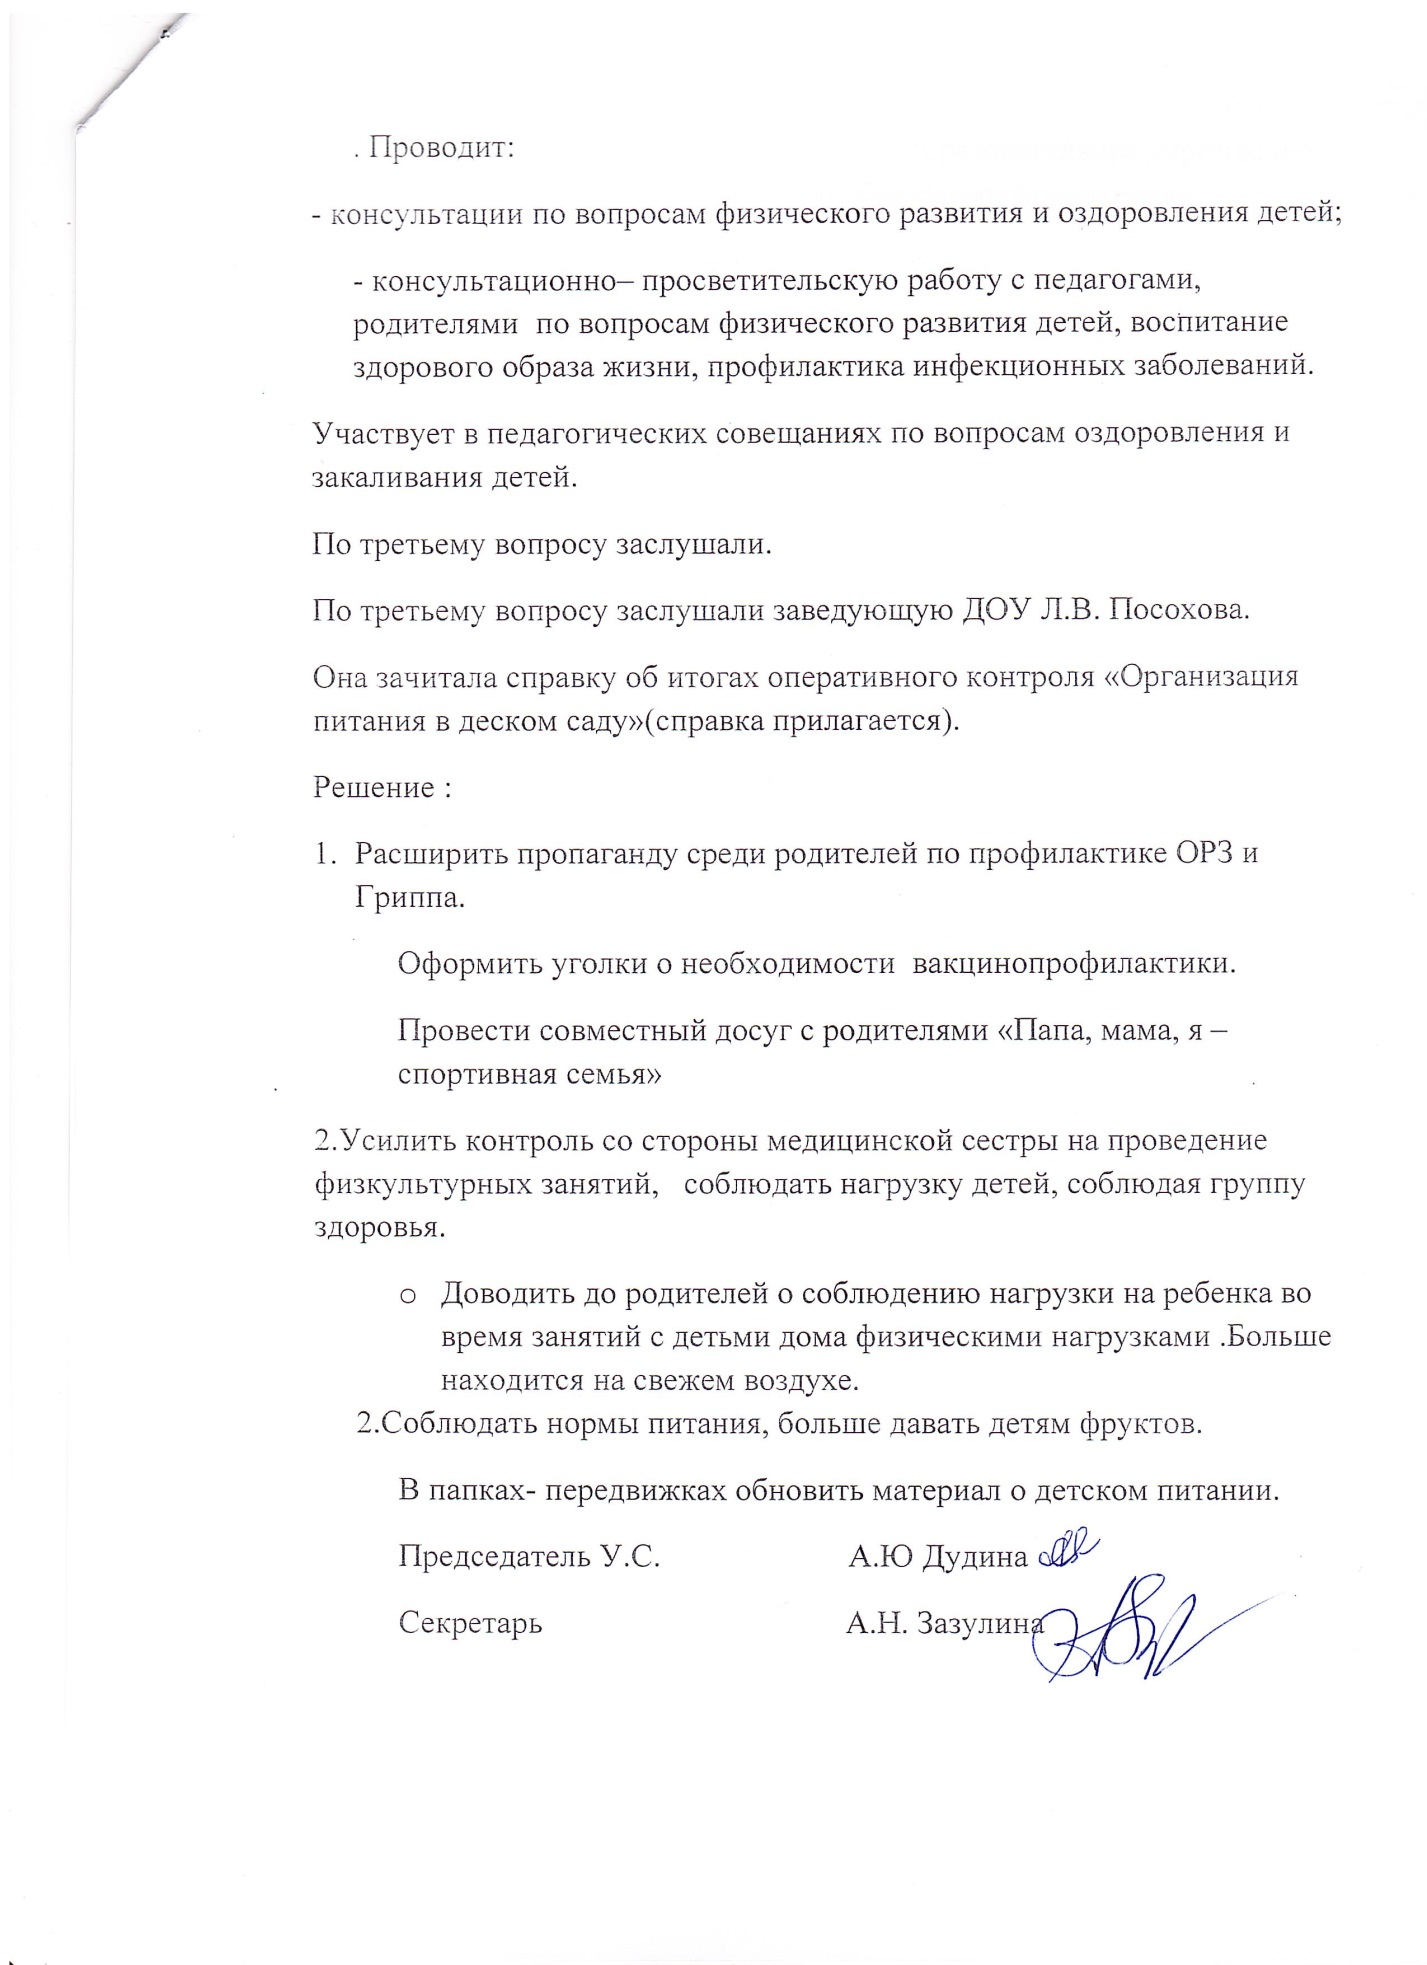 . Проводит:
- консультации по вопросам физического развития и оздоровления детей;
- консультационно– просветительскую работу с педагогами,
родителями по вопросам физического развития детей, воспитание
здорового образа жизни, профилактика инфекционных заболеваний.
Участвует в педагогических совещаниях по вопросам оздоровления и
закаливания детей.
По третьему вопросу заслушали.
По третьему вопросу заслушали заведующую ДОУ Л.В. Посохова.
Она зачитала справку об итогах оперативного контроля «Организация
питания в деском саду»(справка прилагается).
Решение :
1. Расширить пропаганду среди родителей по профилактике ОРЗ и
Гриппа.
Оформить уголки о необходимости вакцинопрофилактики.
Провести совместный досуг с родителями «Папа, мама, я –
спортивная семья»
2.Усилить контроль со стороны медицинской сестры на проведение
физкультурных занятий, соблюдать нагрузку детей, соблюдая группу
здоровья.
o Доводить до родителей о соблюдению нагрузки на ребенка во
время занятий с детьми дома физическими нагрузками .Больше
находится на свежем воздухе.
2.Соблюдать нормы питания, больше давать детям фруктов.
В папках- передвижках обновить материал о детском питании.
Председатель У.С. А.Ю Дудина
Секретарь А.Н. Зазулина